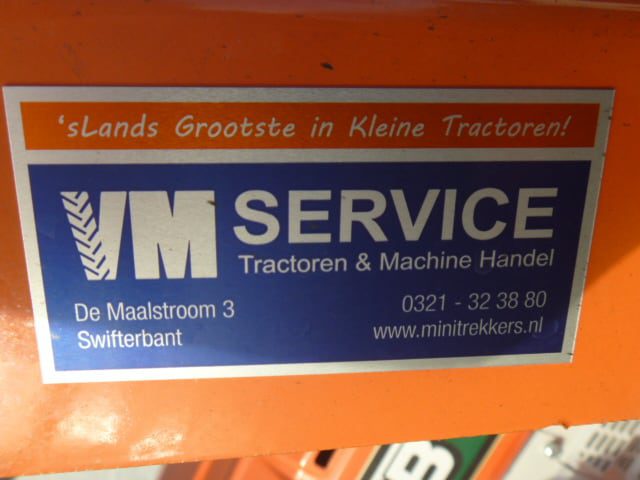 'sLands Grootste in Kleine Tractoren!
VM SERVICE
Tractoren & Machine Handel
De Maalstroom 3
Swifterbant
0321 - 32 38 80
www.minitrekkers.nl
B